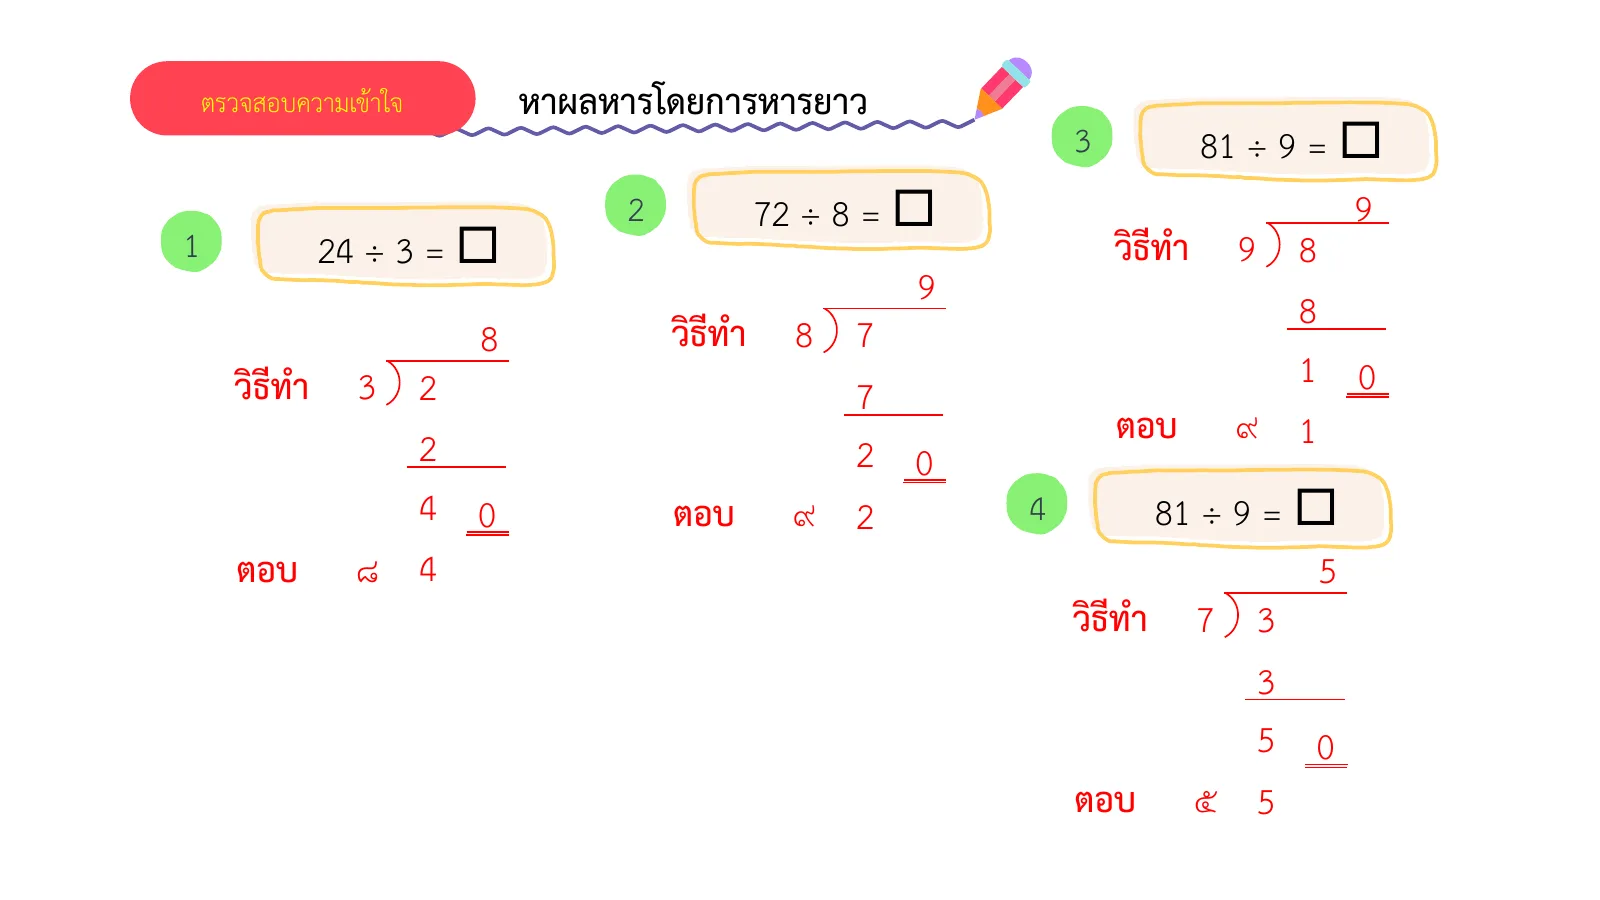 ตรวจสอบความเข้าใจ
หาผลหารโดยการหารยาว
1
24 ÷ 3 = □
8
วิธีทำ 3 ) 2
2
4 0
ตอบ ๘ 4
2
72 ÷ 8 = □
9
วิธีทำ 8 ) 7
7
2 0
ตอบ ๙ 2
3
81 ÷ 9 = □
9
วิธีทำ 9 ) 8
8
1 0
ตอบ ๙ 1
4
81 ÷ 9 = □
5
วิธีทำ 7 ) 3
3
5 0
ตอบ ๕ 5